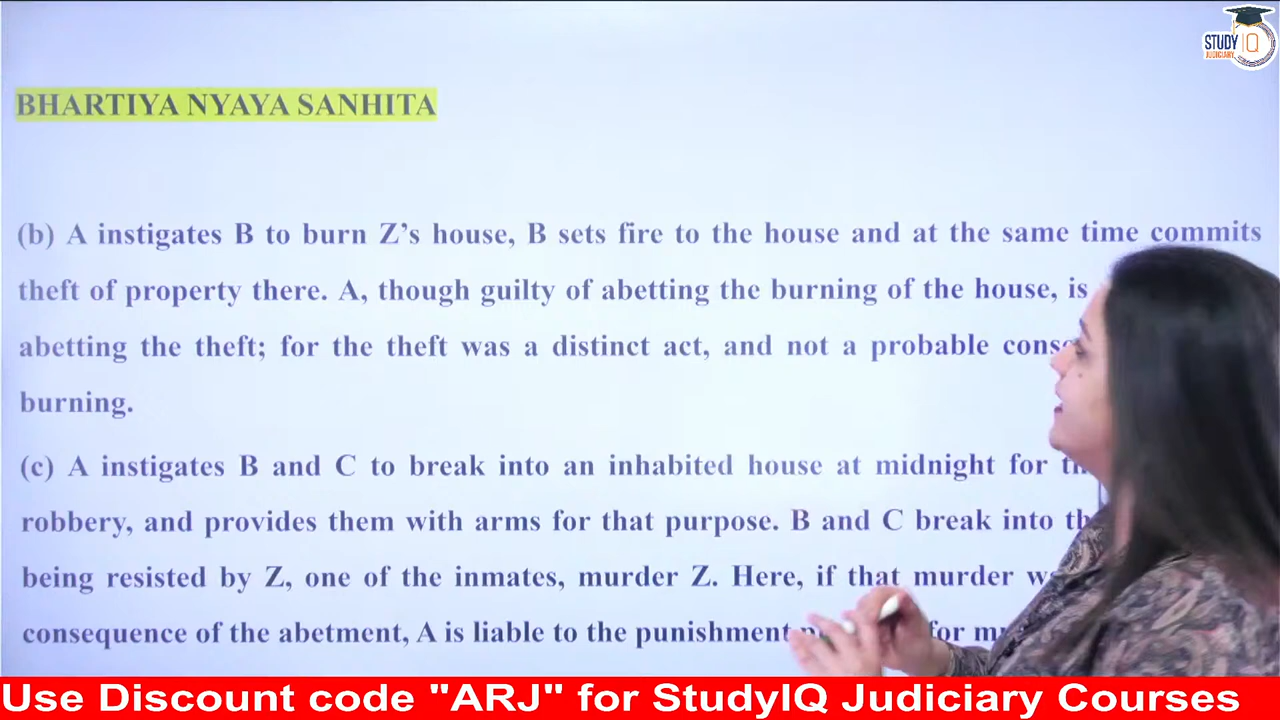 STUDY IQ
JUDICIARY
BHARTIYA NYAYA SANHITA
(b) A instigates B to burn Z’s house, B sets fire to the house and at the same time commits
theft of property there. A, though guilty of abetting the burning of the house, is
abetting the theft; for the theft was a distinct act, and not a probable
burning.
(c) A instigates B and C to break into an inhabited house at midnight for
robbery, and provides them with arms for that purpose. B and C break into
being resisted by Z, one of the inmates, murder Z. Here, if that murder
consequence of the abetment, A is liable to the punishment for
Use Discount code "ARJ" for StudyIQ Judiciary Courses